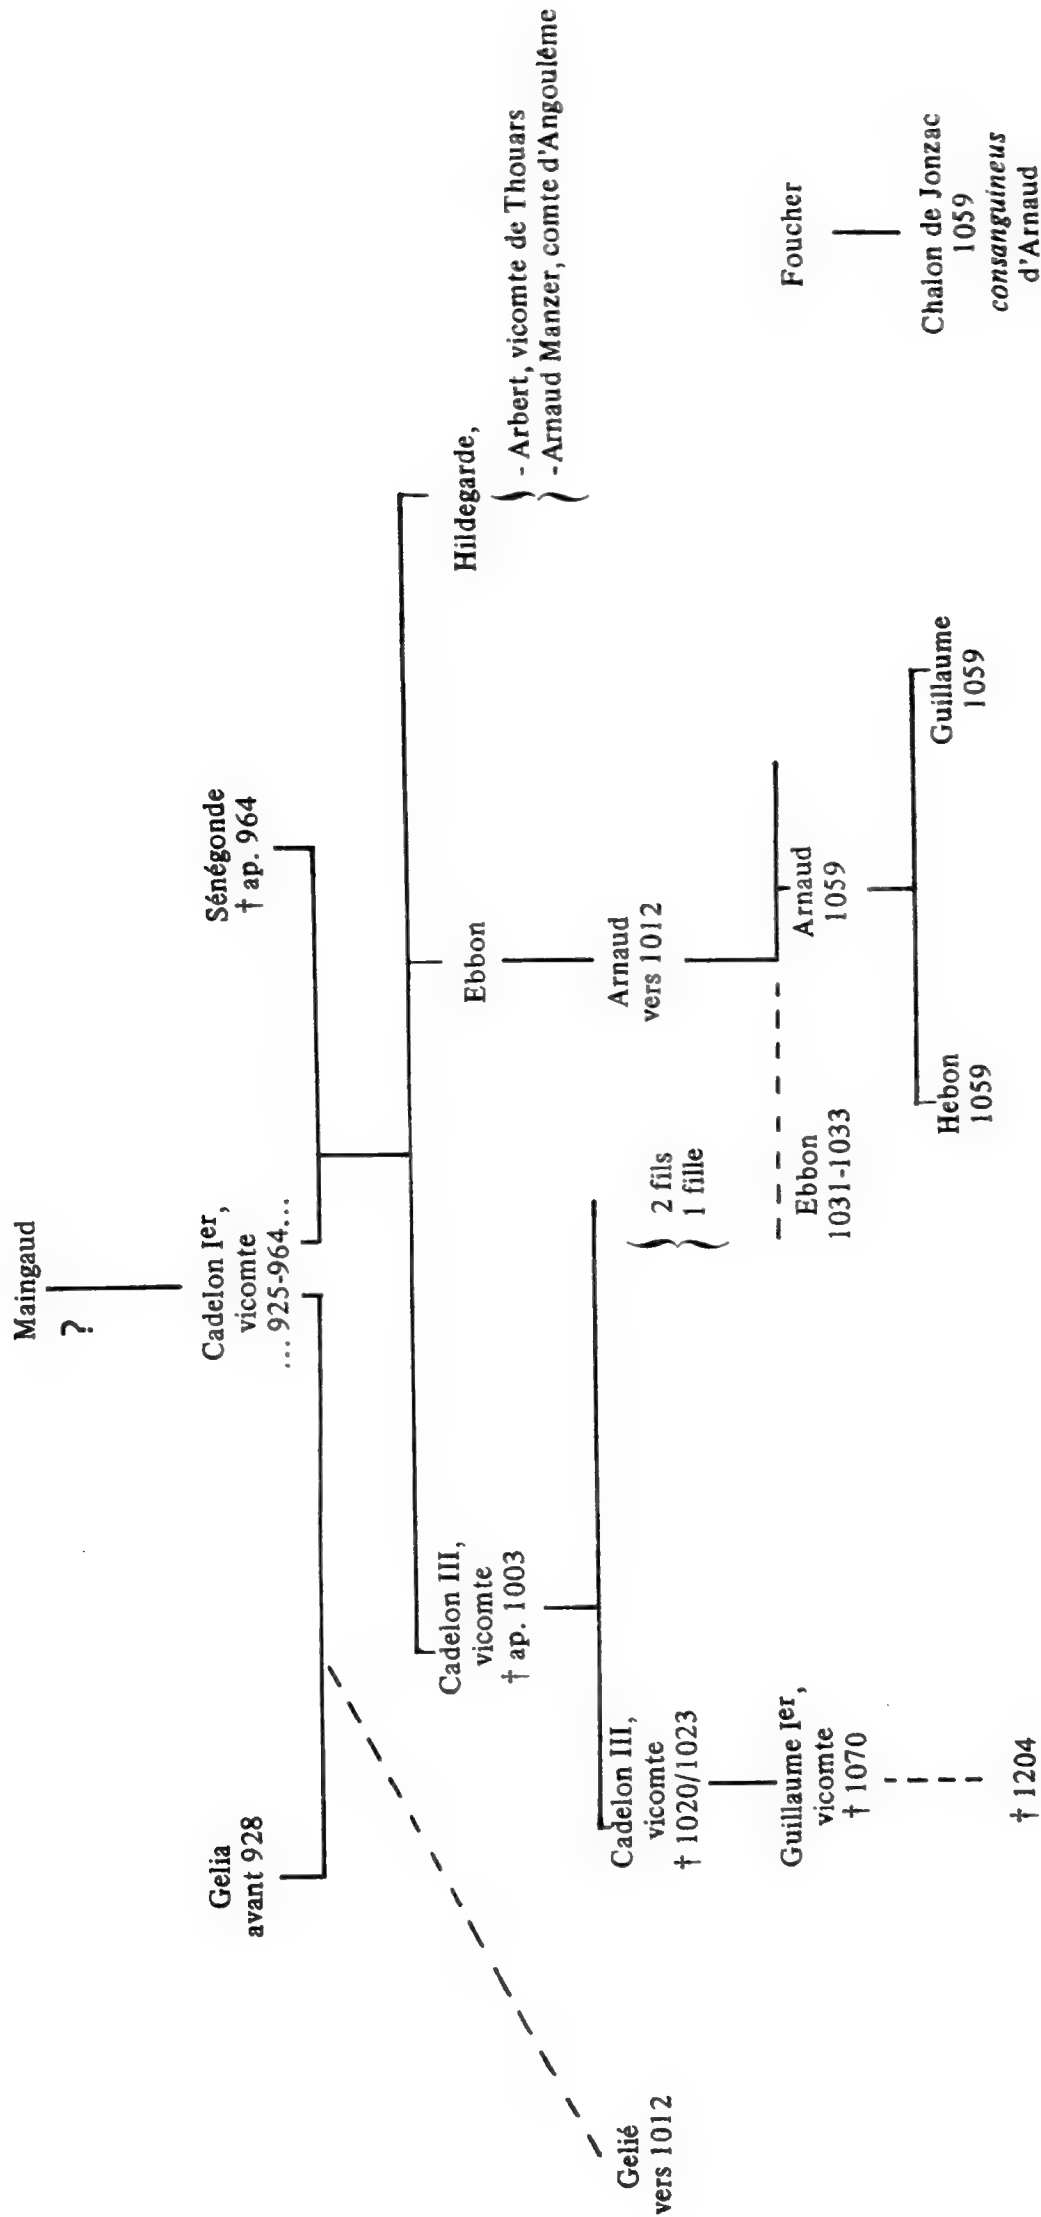 Maingaud
?
Gelia
avant 928
Cadelon Ier,
vicomte
... 925-964...
Sénégonde
† ap. 964
Cadelon III,
vicomte
† ap. 1003
Ebbon
Hildegarde,
- Arbert, vicomte de Thouars
-Arnaud Manzer, comte d'Angoulême
Gelié
vers 1012
Cadelon III,
vicomte
† 1020/1023
2 fils
1 fille
Arnaud
vers 1012
Guillaume Ier,
vicomte
† 1070
Ebbon
1031-1033
Arnaud
1059
Foucher
† 1204
Hebon
1059
Guillaume
1059
Chalon de Jonzac
1059
consanguineus
d'Arnaud